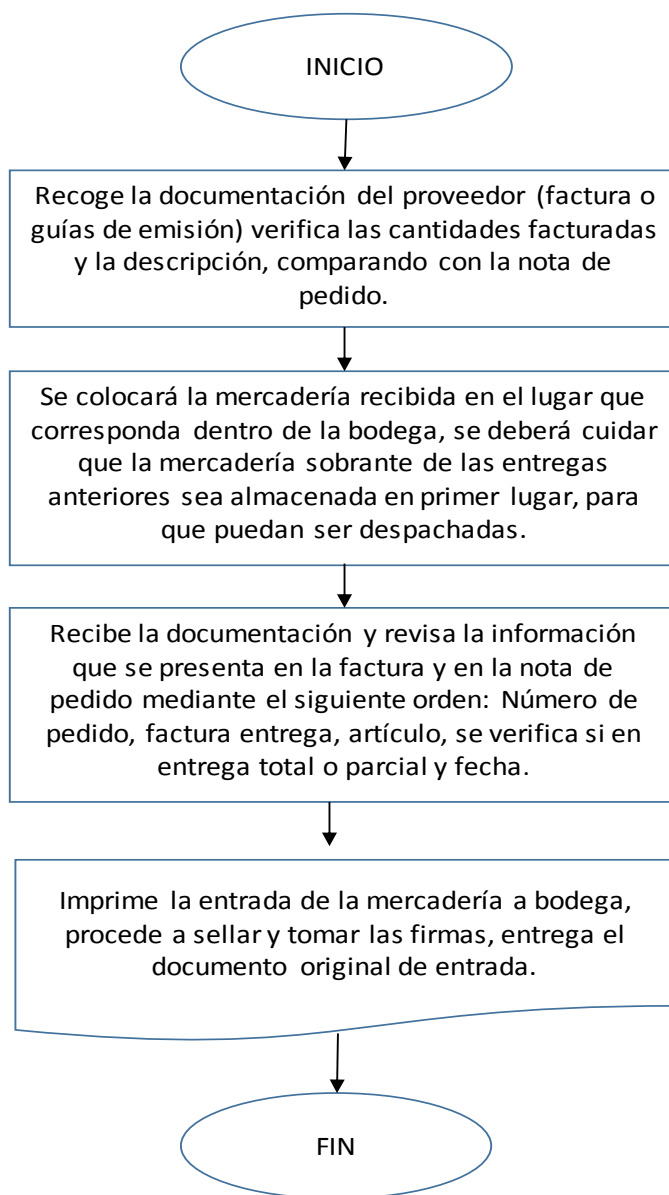 INICIO
Recoge la documentación del proveedor (factura o
guías de emisión) verifica las cantidades facturadas
y la descripción, comparando con la nota de
pedido.
Se colocará la mercadería recibida en el lugar que
corresponda dentro de la bodega, se deberá cuidar
que la mercadería sobrante de las entregas
anteriores sea almacenada en primer lugar, para
que puedan ser despachadas.
Recibe la documentación y revisa la información
que se presenta en la factura y en la nota de
pedido mediante el siguiente orden: Número de
pedido, factura entrega, artículo, se verifica si en
entrega total o parcial y fecha.
Imprime la entrada de la mercadería a bodega,
procede a sellar y tomar las firmas, entrega el
documento original de entrada.
FIN